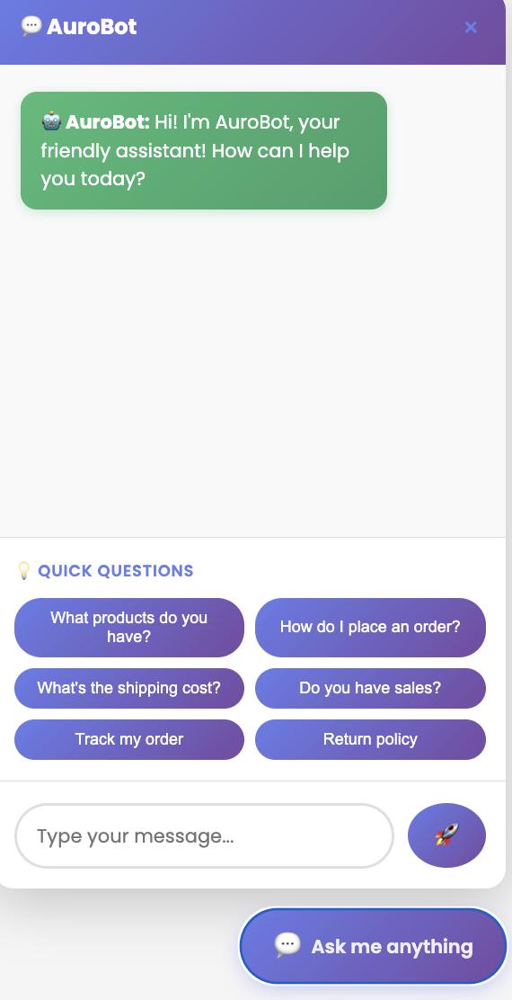 💬 AuroBot
×
🤖 AuroBot: Hi! I'm AuroBot, your
friendly assistant! How can I help
you today?
💡 QUICK QUESTIONS
What products do you
have?
How do I place an order?
What's the shipping cost?
Do you have sales?
Track my order
Return policy
Type your message...
🚀
💬 Ask me anything